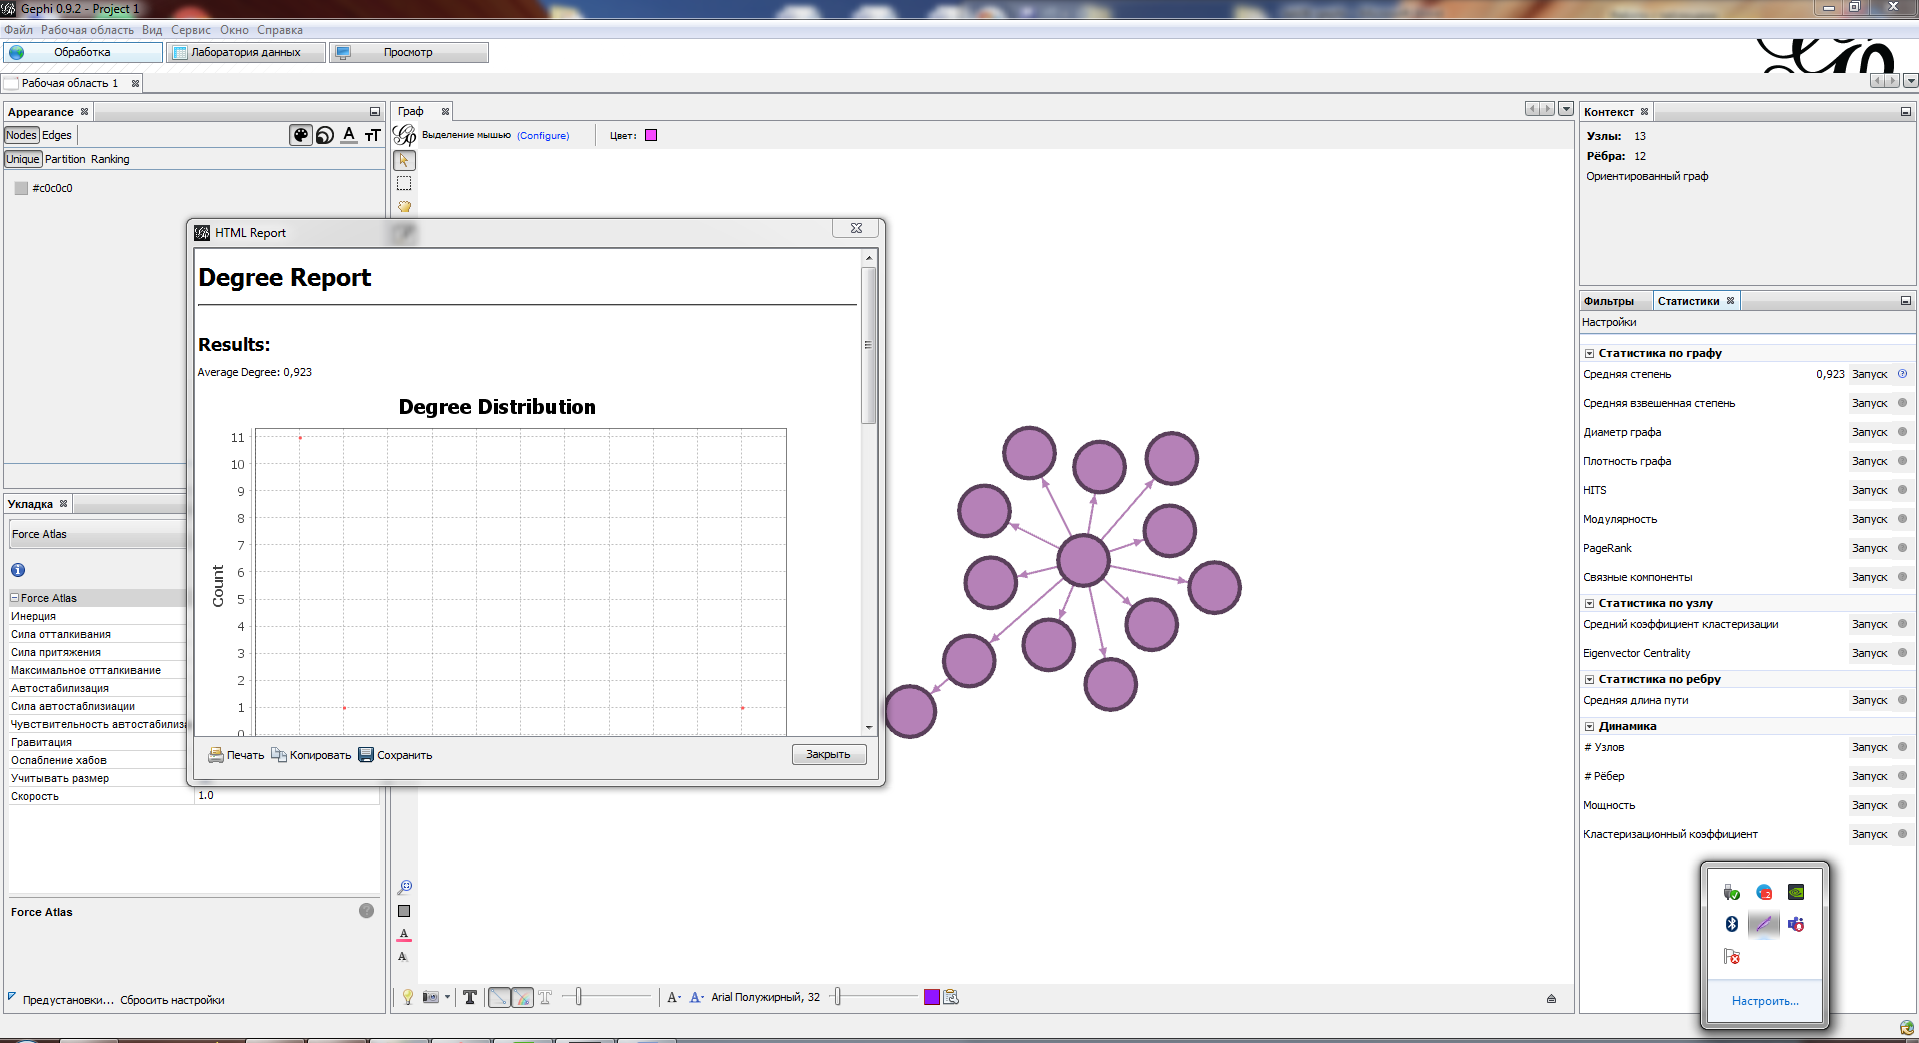 Gephi 0.9.2 - Project 1
Файл Рабочая область Вид Сервис Окно Справка
Обработка Лаборатория данных Просмотр
Рабочая область 1
Appearance
Nodes Edges
Unique Partition Ranking
#c0c0c0
Граф
Выделение мышью (Configure) Цвет:
HTML Report
Degree Report
Results:
Average Degree: 0,923
Degree Distribution
11
10
9
8
7
6
5
4
3
2
1
0
Count
Печать Копировать Сохранить Закрыть
Укладка
Force Atlas
Force Atlas
Инерция
Сила отталкивания
Сила притяжения
Максимальное отталкивание
Автостабилизация
Сила автостаблизиации
Чувствительность автостабилиза
Гравитация
Ослабление хабов
Учитывать размер
Скорость 1.0
Force Atlas
Предустановки... Сбросить настройки
Arial Полужирный, 32
Контекст
Узлы: 13
Рёбра: 12
Ориентированный граф
Фильтры Статистики
Настройки
Статистика по графу
Средняя степень 0,923 Запуск
Средняя взвешенная степень Запуск
Диаметр графа Запуск
Плотность графа Запуск
HITS Запуск
Модулярность Запуск
PageRank Запуск
Связные компоненты Запуск
Статистика по узлу
Средний коэффициент кластеризации Запуск
Eigenvector Centrality Запуск
Статистика по ребру
Средняя длина пути Запуск
Динамика
# Узлов Запуск
# Рёбер Запуск
Мощность Запуск
Кластеризационный коэффициент Запуск
Настроить...